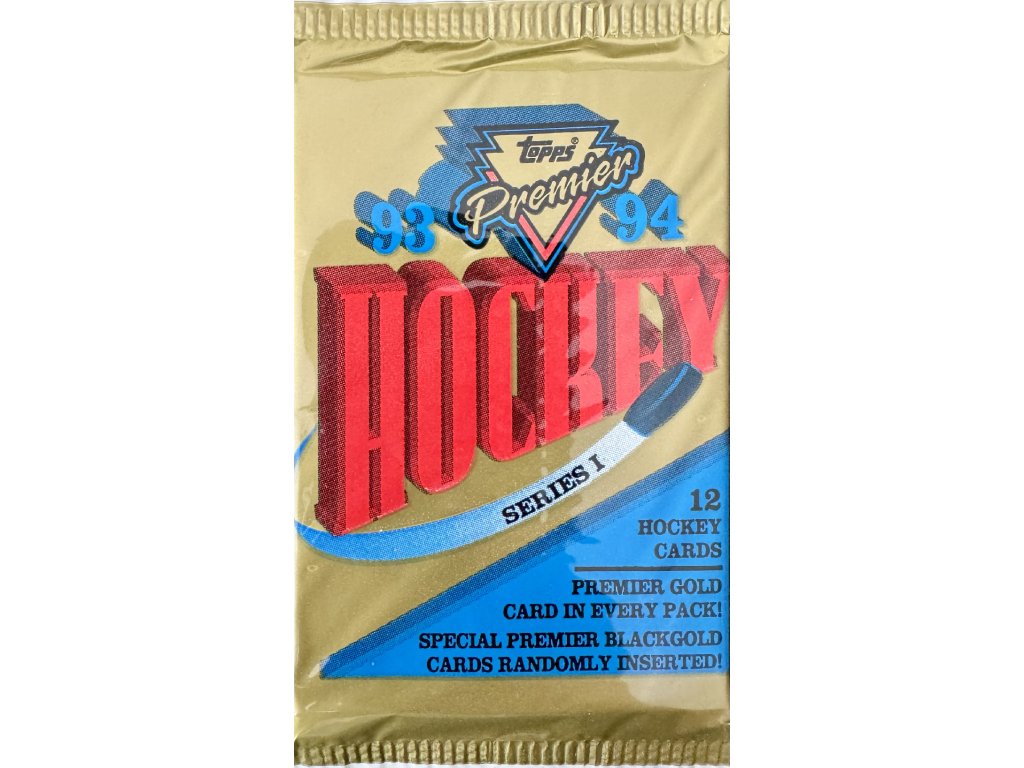 Topps®
Premier
93 94
HOCKEY
SERIES I
12
HOCKEY
CARDS
PREMIER GOLD
CARD IN EVERY PACK!
SPECIAL PREMIER BLACKGOLD
CARDS RANDOMLY INSERTED!